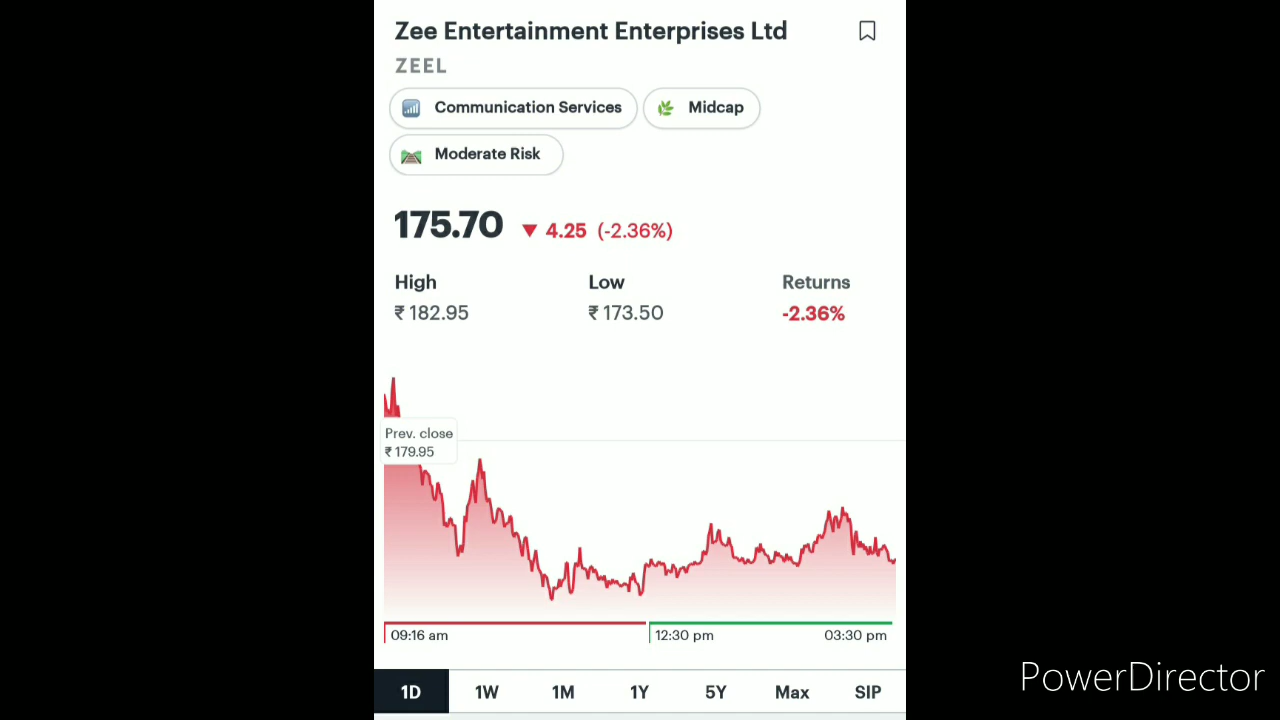 Zee Entertainment Enterprises Ltd
ZEEL
Communication Services
Midcap
Moderate Risk
175.70 ▼ 4.25 (-2.36%)
High Low Returns
₹ 182.95 ₹ 173.50 -2.36%
Prev. close
₹ 179.95
09:16 am 12:30 pm 03:30 pm
1D 1W 1M 1Y 5Y Max SIP
PowerDirector